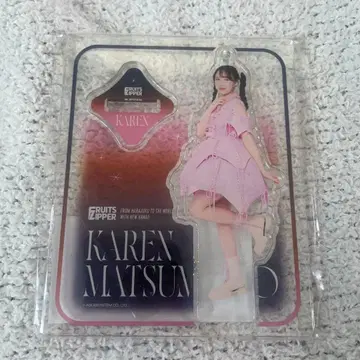 FRUITS
ZIPPER
KAREN
FRUITS
ZIPPER
FROM HARAJUKU TO THE WORLD
WITH NEW KAWAII
KAREN
MATSUM O